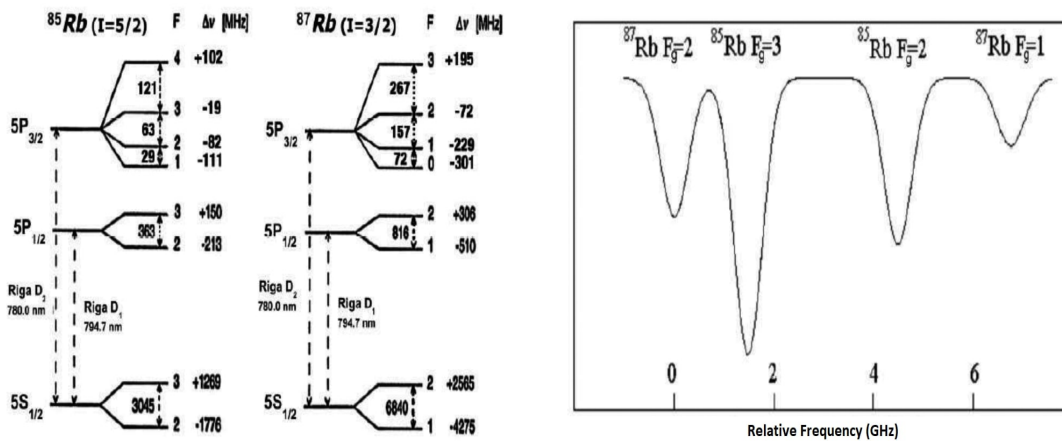 ⁸⁵Rb (I=5/2) F Δν [MHz]
4 +102
121
3 -19
63
5P3/2
2 -82
29
1 -111
3 +150
5P1/2
363
2 -213
Riga D2
780.0 nm
Riga D1
794.7 nm
3 +1269
5S1/2
3045
2 -1776
⁸⁷Rb (I=3/2) F Δν [MHz]
3 +195
267
2 -72
5P3/2
157
1 -229
72
0 -301
2 +306
5P1/2
816
1 -510
Riga D2
780.0 nm
Riga D1
794.7 nm
2 +2565
5S1/2
6840
1 -4275
⁸⁷Rb Fg=2 ⁸⁵Rb Fg=3 ⁸⁵Rb Fg=2 ⁸⁷Rb Fg=1
0 2 4 6
Relative Frequency (GHz)